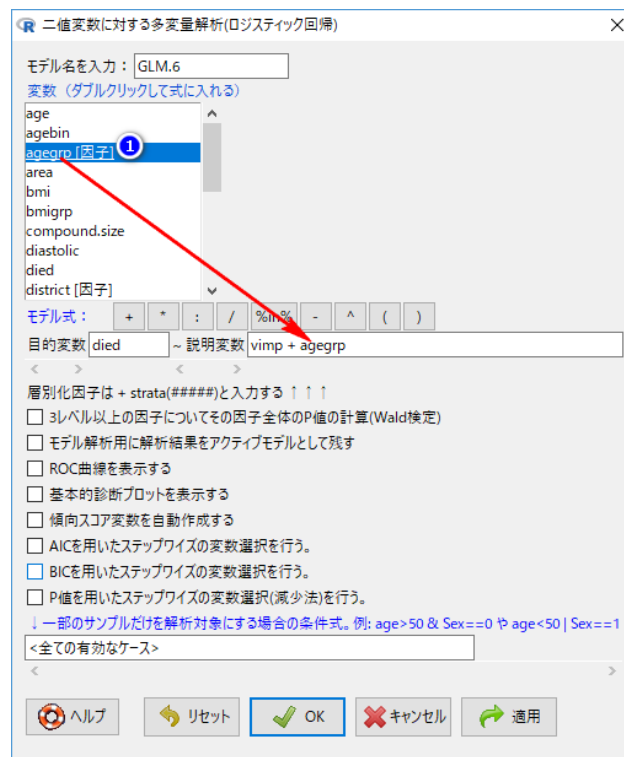 二値変数に対する多変量解析(ロジスティック回帰)
モデル名を入力： GLM.6
変数（ダブルクリックして式に入れる）
age
agebin
agegrp [因子] 1
area
bmi
bmigrp
compound.size
diastolic
died
district [因子]
モデル式： + * : / %in% - ^ ( )
目的変数 died ~ 説明変数 vimp + agegrp
層別化因子は + strata(#####)と入力する ↑ ↑ ↑
3レベル以上の因子についてその因子全体のP値の計算(Wald検定)
モデル解析用に解析結果をアクティブモデルとして残す
ROC曲線を表示する
基本的診断プロットを表示する
傾向スコア変数を自動作成する
AICを用いたステップワイズの変数選択を行う。
BICを用いたステップワイズの変数選択を行う。
P値を用いたステップワイズの変数選択(減少法)を行う。
↓一部のサンプルだけを解析対象にする場合の条件式。例: age>50 & Sex==0 や age<50 | Sex==1
<全ての有効なケース>
ヘルプ リセット OK キャンセル 適用